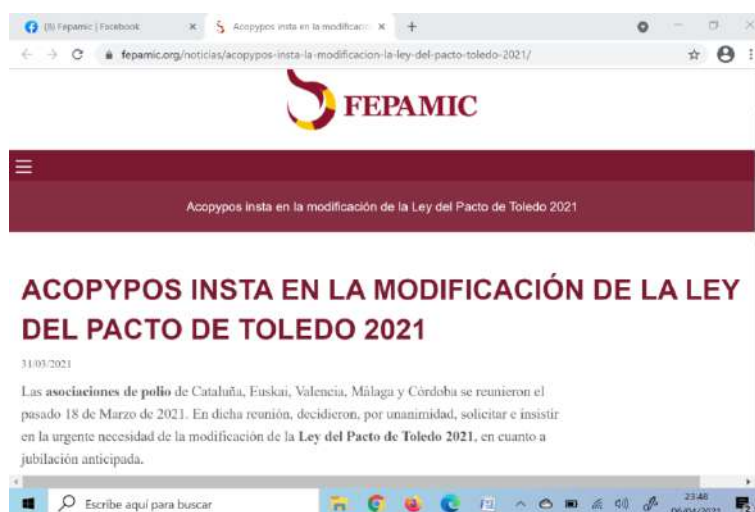 (8) Fepamic | Facebook
Acopypos insta en la modificació
fepamic.org/noticias/acopypos-insta-la-modificacion-la-ley-del-pacto-toledo-2021/
FEPAMIC
Acopypos insta en la modificación de la Ley del Pacto de Toledo 2021
ACOPYPOS INSTA EN LA MODIFICACIÓN DE LA LEY
DEL PACTO DE TOLEDO 2021
31/03/2021
Las asociaciones de polio de Cataluña, Euskai, Valencia, Málaga y Córdoba se reunieron el
pasado 18 de Marzo de 2021. En dicha reunión, decidieron, por unanimidad, solicitar e insistir
en la urgente necesidad de la modificación de la Ley del Pacto de Toledo 2021, en cuanto a
jubilación anticipada.
Escribe aquí para buscar
23:48
06/04/2021